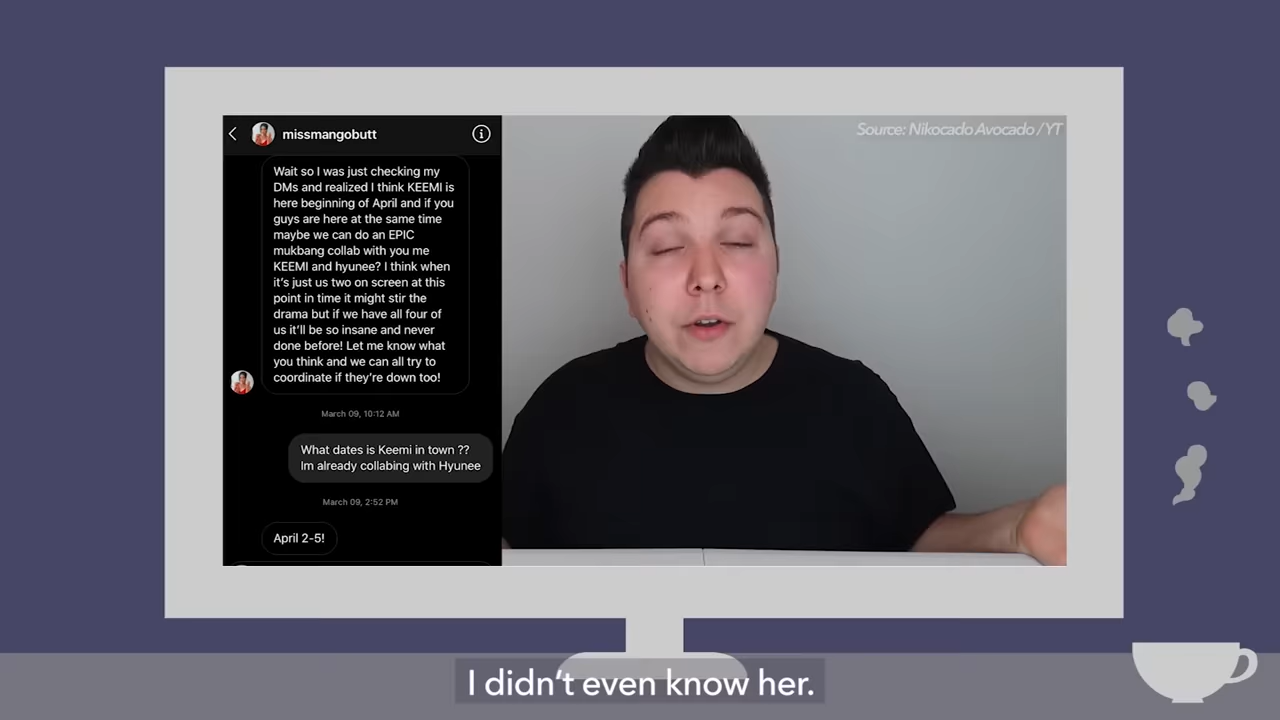 missmangobutt
Source: Nikocado Avocado / YT
Wait so I was just checking my
DMs and realized I think KEEMI is
here beginning of April and if you
guys are here at the same time
maybe we can do an EPIC
mukbang collab with you me
KEEMI and hyunee? I think when
it's just us two on screen at this
point in time it might stir the
drama but if we have all four of
us it'll be so insane and never
done before! Let me know what
you think and we can all try to
coordinate if they're down too!
March 09, 10:12 AM
What dates is Keemi in town ??
Im already collabing with Hyunee
March 09, 2:52 PM
April 2-5!
I didn't even know her.